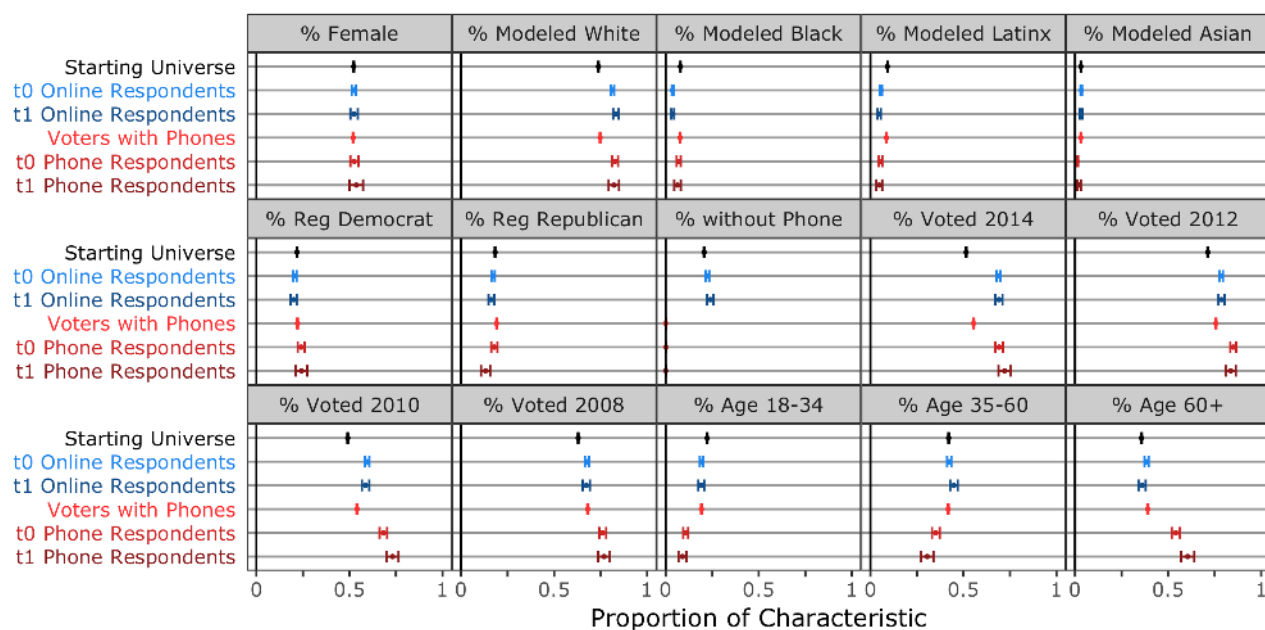 % Female % Modeled White % Modeled Black % Modeled Latinx % Modeled Asian
Starting Universe
t0 Online Respondents
t1 Online Respondents
Voters with Phones
t0 Phone Respondents
t1 Phone Respondents
% Reg Democrat % Reg Republican % without Phone % Voted 2014 % Voted 2012
Starting Universe
t0 Online Respondents
t1 Online Respondents
Voters with Phones
t0 Phone Respondents
t1 Phone Respondents
% Voted 2010 % Voted 2008 % Age 18-34 % Age 35-60 % Age 60+
Starting Universe
t0 Online Respondents
t1 Online Respondents
Voters with Phones
t0 Phone Respondents
t1 Phone Respondents
0 0.5 1 0 0.5 1 0 0.5 1 0 0.5 1 0 0.5 1
Proportion of Characteristic